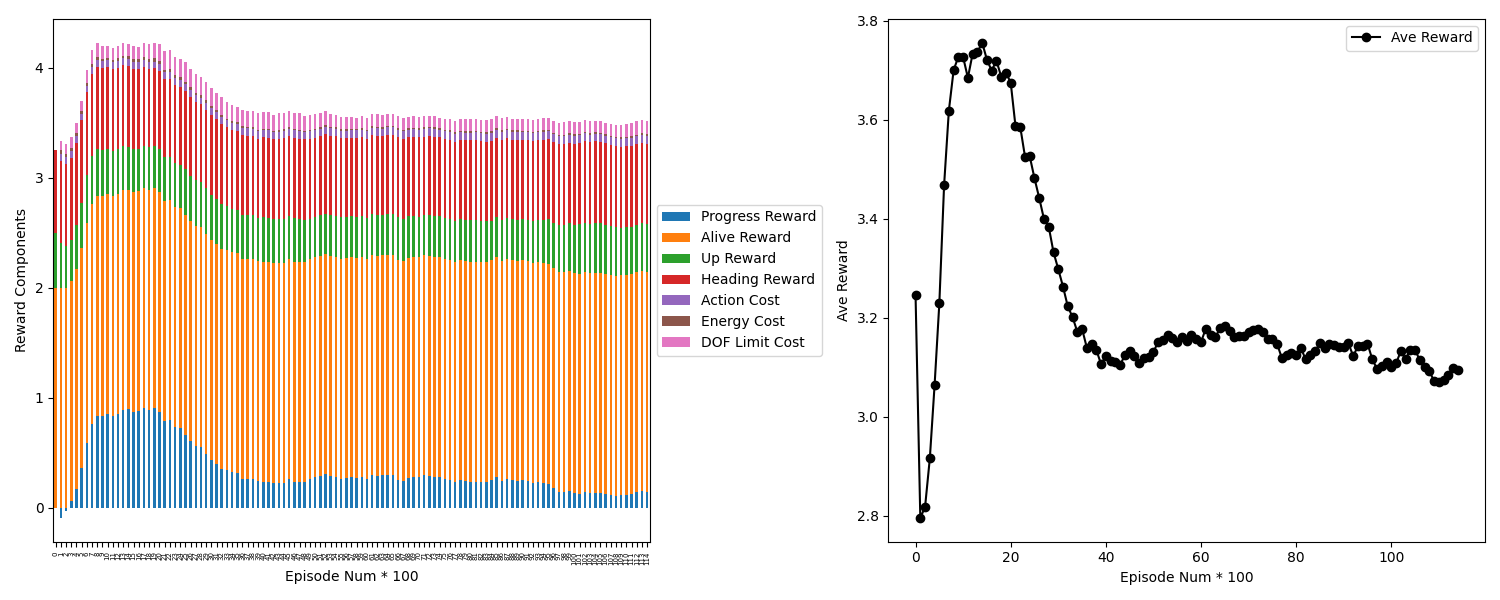 4
3
2
1
0
Reward Components
Episode Num * 100
Progress Reward
Alive Reward
Up Reward
Heading Reward
Action Cost
Energy Cost
DOF Limit Cost
3.8
3.6
3.4
3.2
3.0
2.8
Ave Reward
Ave Reward
0 20 40 60 80 100
Episode Num * 100